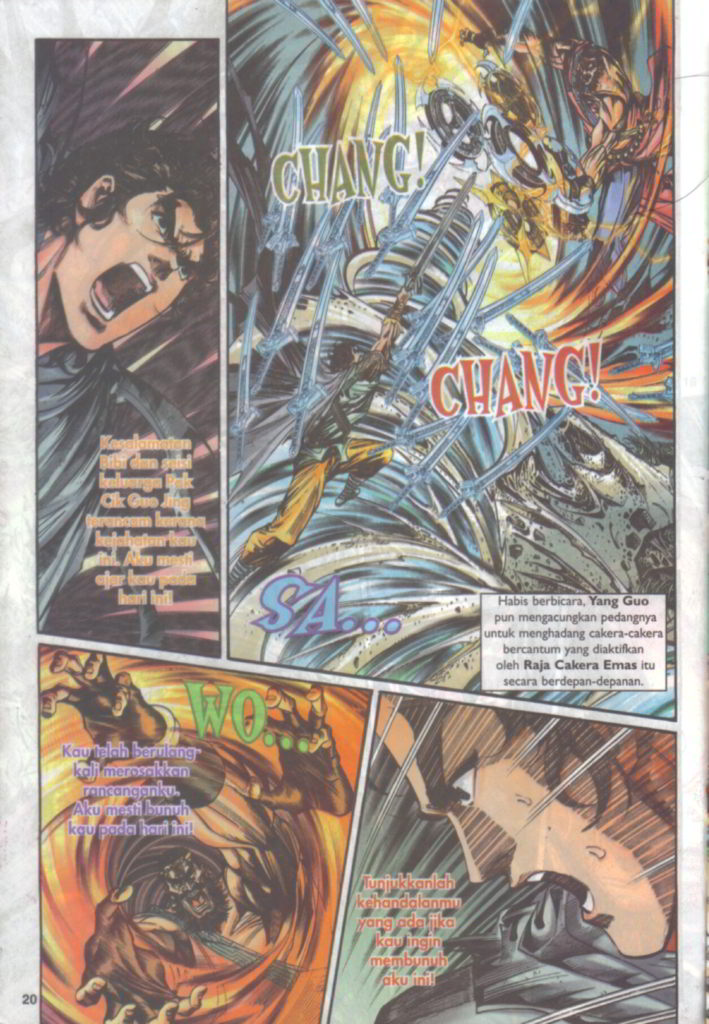 Kesalamatan
Bibi dan seisi
keluarga Pak
Cik Guo Jing
terancam kerana
kejahatan kau
ini. Aku mesti
ajar kau pada
hari ini!
CHANG!
CHANG!
SA...
Habis berbicara, Yang Guo
pun mengacungkan pedangnya
untuk menghadang cakera-cakera
bercantum yang diaktifkan
oleh Raja Cakera Emas itu
secara berdepan-depanan.
WO...
Kau telah berulang-
kali merosakkan
rancanganku.
Aku mesti bunuh
kau pada hari ini!
Tunjukkanlah
kehandalanmu
yang ada jika
kau ingin
membunuh
aku ini!
20